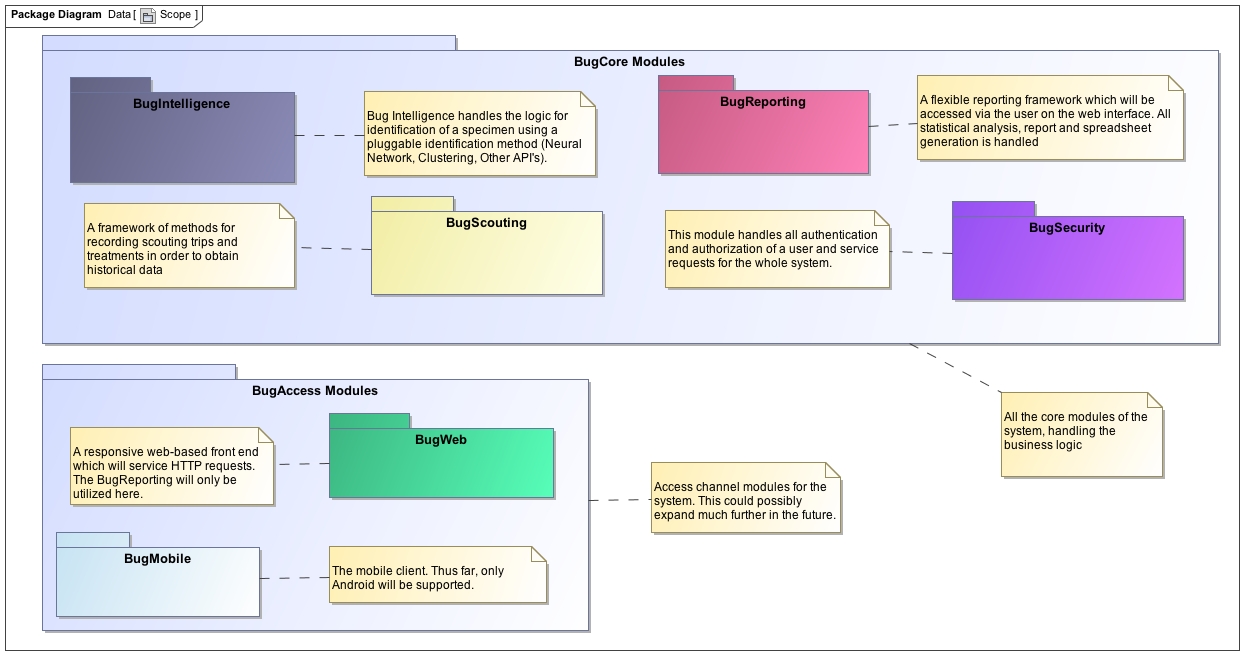 Package Diagram Data [ Scope ]
BugCore Modules
BugIntelligence
Bug Intelligence handles the logic for
identification of a specimen using a
pluggable identification method (Neural
Network, Clustering, Other API's).
BugReporting
A flexible reporting framework which will be
accessed via the user on the web interface. All
statistical analysis, report and spreadsheet
generation is handled
A framework of methods for
recording scouting trips and
treatments in order to obtain
historical data
BugScouting
This module handles all authentication
and authorization of a user and service
requests for the whole system.
BugSecurity
All the core modules of the
system, handling the
business logic
BugAccess Modules
A responsive web-based front end
which will service HTTP requests.
The BugReporting will only be
utilized here.
BugWeb
Access channel modules for the
system. This could possibly
expand much further in the future.
BugMobile
The mobile client. Thus far, only
Android will be supported.